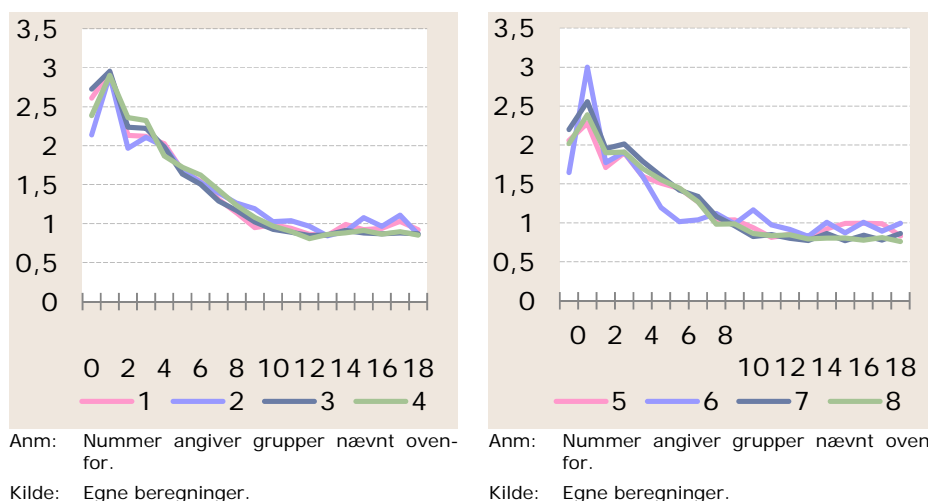 3,5
3
2,5
2
1,5
1
0,5
0
0 2 4 6 8 10 12 14 16 18
1 2 3 4
Anm: Nummer angiver grupper nævnt oven-
for.
Kilde: Egne beregninger.
3,5
3
2,5
2
1,5
1
0,5
0
0 2 4 6 8
10 12 14 16 18
5 6 7 8
Anm: Nummer angiver grupper nævnt oven
for.
Kilde: Egne beregninger.